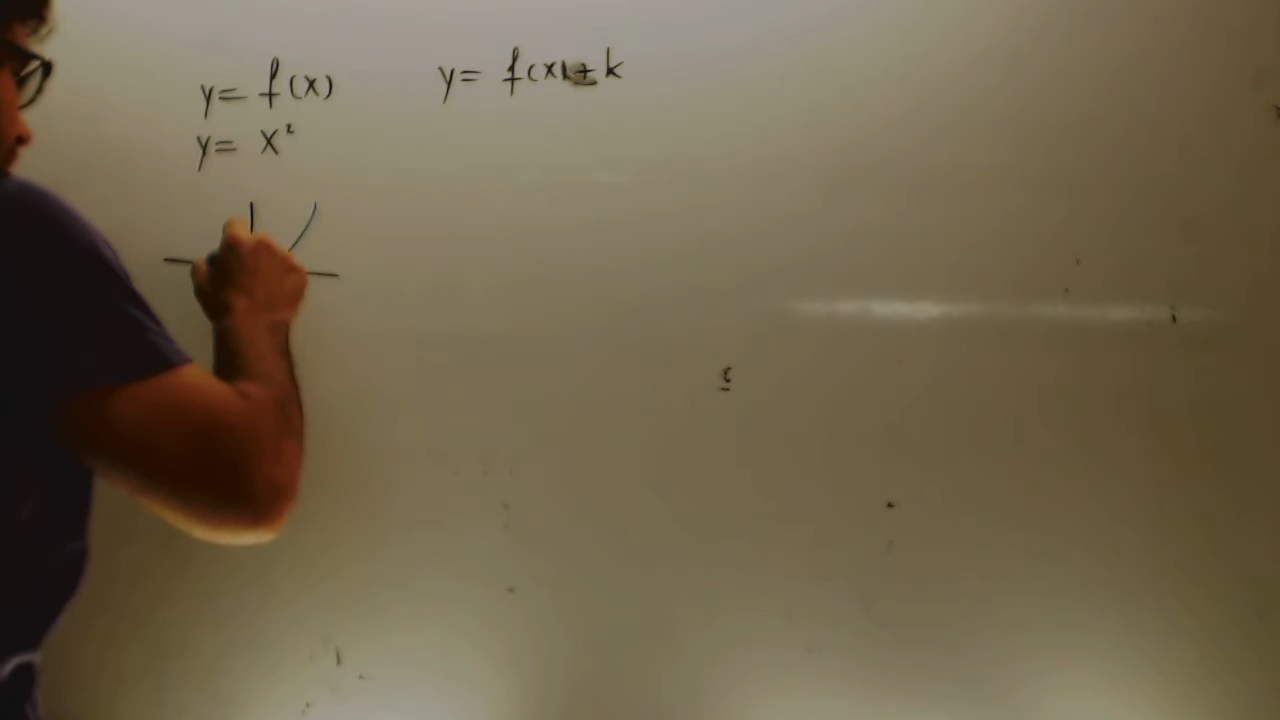 y= f(x)
y= x²
y= f(x)+k